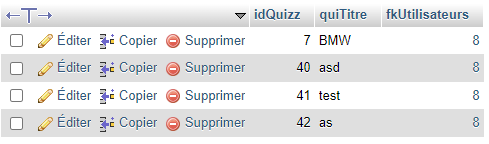 idQuizz quiTitre fkUtilisateurs
Éditer Copier Supprimer 7 BMW 8
Éditer Copier Supprimer 40 asd 8
Éditer Copier Supprimer 41 test 8
Éditer Copier Supprimer 42 as 8